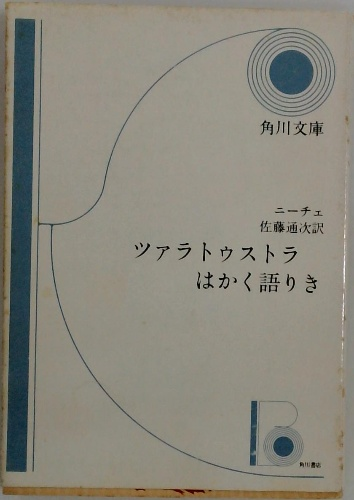 角川文庫
ニーチェ
佐藤通次訳
ツァラトゥストラ
はかく語りき
角川書店